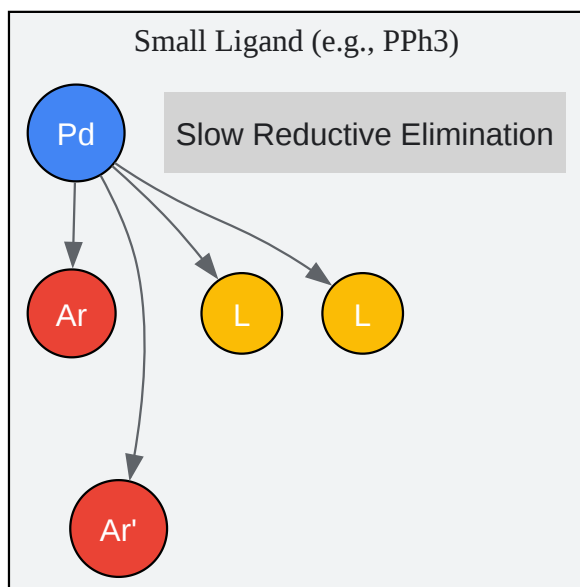 Small Ligand (e.g., PPh3)
Pd
Slow Reductive Elimination
Ar
L
L
Ar'